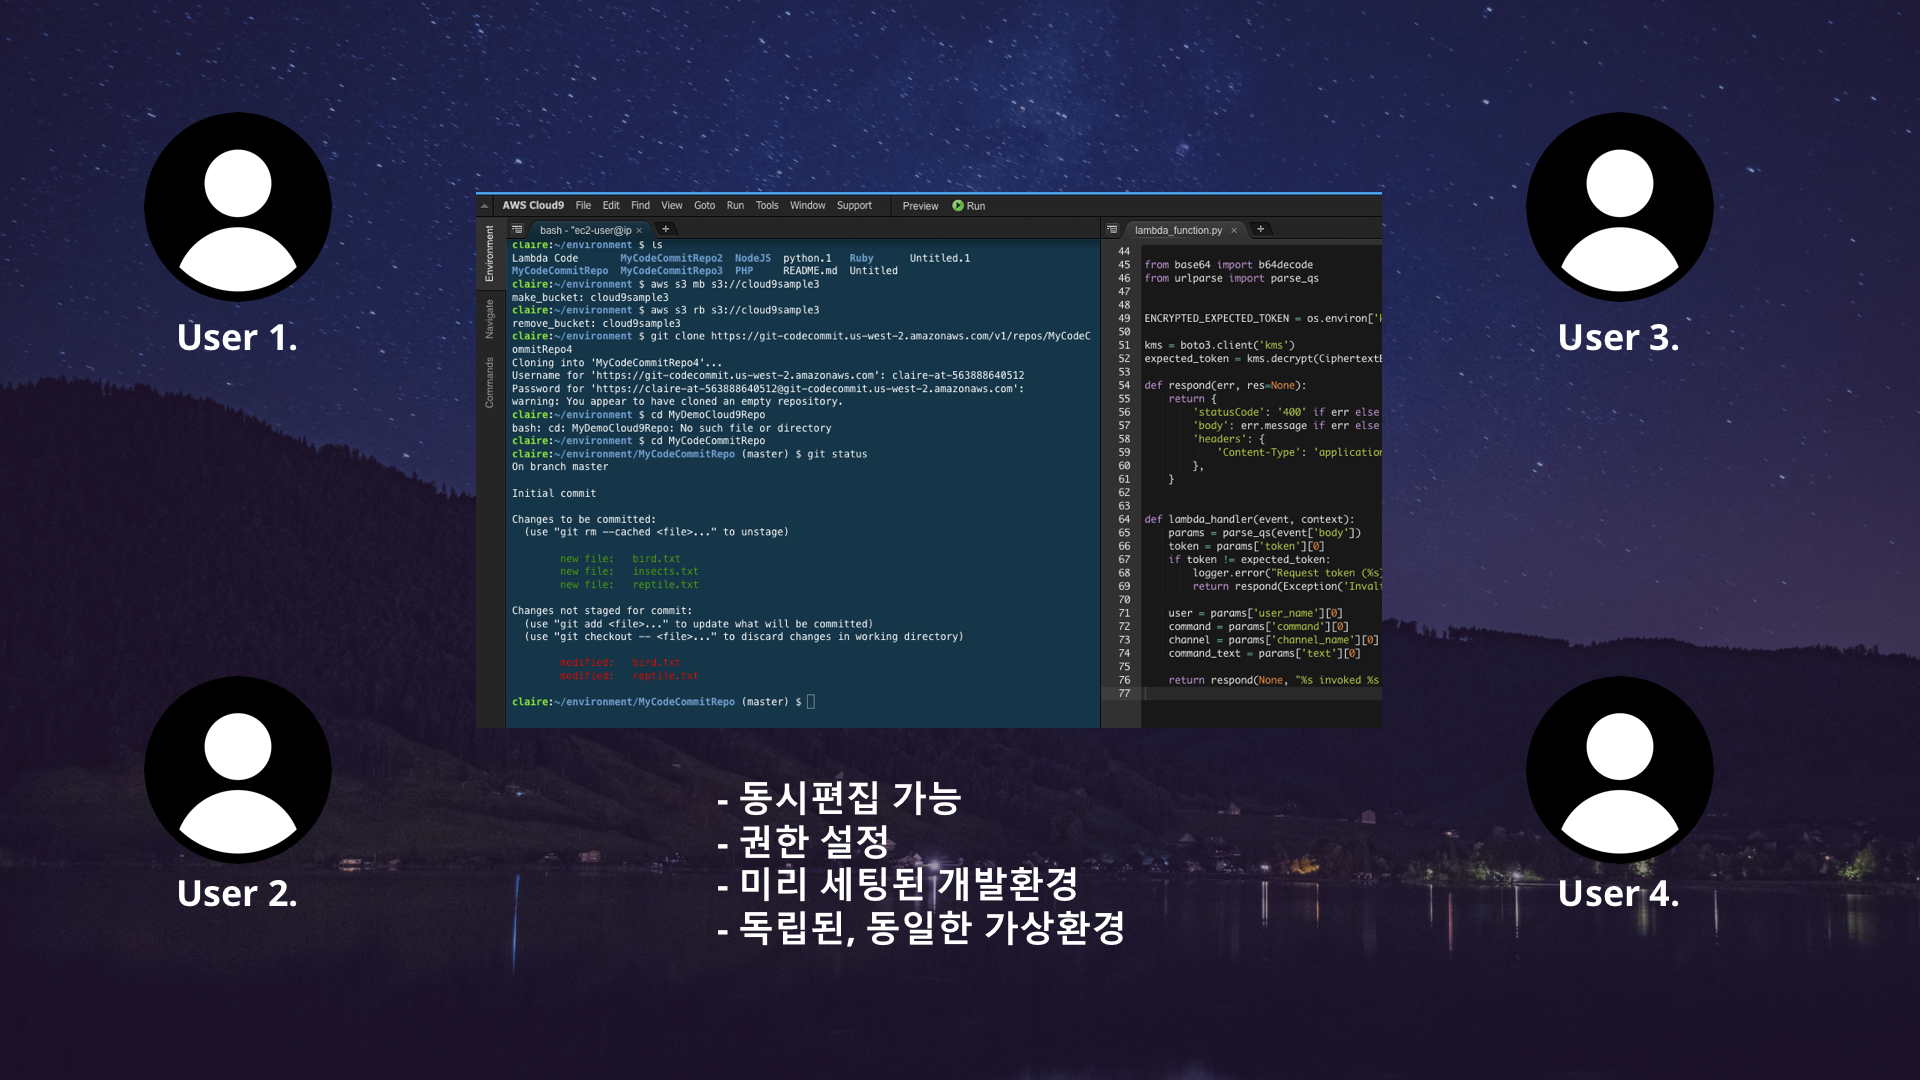 User 1.
User 2.
User 3.
User 4.
AWS Cloud9 File Edit Find View Goto Run Tools Window Support Preview Run
Environment
Navigate
Commands
bash - "ec2-user@ip
claire:~/environment $ ls
Lambda Code MyCodeCommitRepo2 NodeJS python.1 Ruby Untitled.1
MyCodeCommitRepo MyCodeCommitRepo3 PHP README.md Untitled
claire:~/environment $ aws s3 mb s3://cloud9sample3
make_bucket: cloud9sample3
claire:~/environment $ aws s3 rb s3://cloud9sample3
remove_bucket: cloud9sample3
claire:~/environment $ git clone https://git-codecommit.us-west-2.amazonaws.com/v1/repos/MyCodeC
ommitRepo4
Cloning into 'MyCodeCommitRepo4'...
Username for 'https://git-codecommit.us-west-2.amazonaws.com': claire-at-563888640512
Password for 'https://claire-at-563888640512@git-codecommit.us-west-2.amazonaws.com':
warning: You appear to have cloned an empty repository.
claire:~/environment $ cd MyDemoCloud9Repo
bash: cd: MyDemoCloud9Repo: No such file or directory
claire:~/environment $ cd MyCodeCommitRepo
claire:~/environment/MyCodeCommitRepo (master) $ git status
On branch master
Initial commit
Changes to be committed:
(use "git rm --cached <file>..." to unstage)
new file: bird.txt
new file: insects.txt
new file: reptile.txt
Changes not staged for commit:
(use "git add <file>..." to update what will be committed)
(use "git checkout -- <file>..." to discard changes in working directory)
modified: bird.txt
modified: reptile.txt
claire:~/environment/MyCodeCommitRepo (master) $
lambda_function.py
44
45 from base64 import b64decode
46 from urlparse import parse_qs
47
48
49 ENCRYPTED_EXPECTED_TOKEN = os.environ['
50
51 kms = boto3.client('kms')
52 expected_token = kms.decrypt(Ciphertext
53
54 def respond(err, res=None):
55 return {
56 'statusCode': '400' if err else
57 'body': err.message if err else
58 'headers': {
59 'Content-Type': 'application
60 },
61 }
62
63
64 def lambda_handler(event, context):
65 params = parse_qs(event['body'])
66 token = params['token'][0]
67 if token != expected_token:
68 logger.error("Request token (%s)
69 return respond(Exception('Invali
70
71 user = params['user_name'][0]
72 command = params['command'][0]
73 channel = params['channel_name'][0]
74 command_text = params['text'][0]
75
76 return respond(None, "%s invoked %s
77
- 동시편집 가능
- 권한 설정
- 미리 세팅된 개발환경
- 독립된, 동일한 가상환경